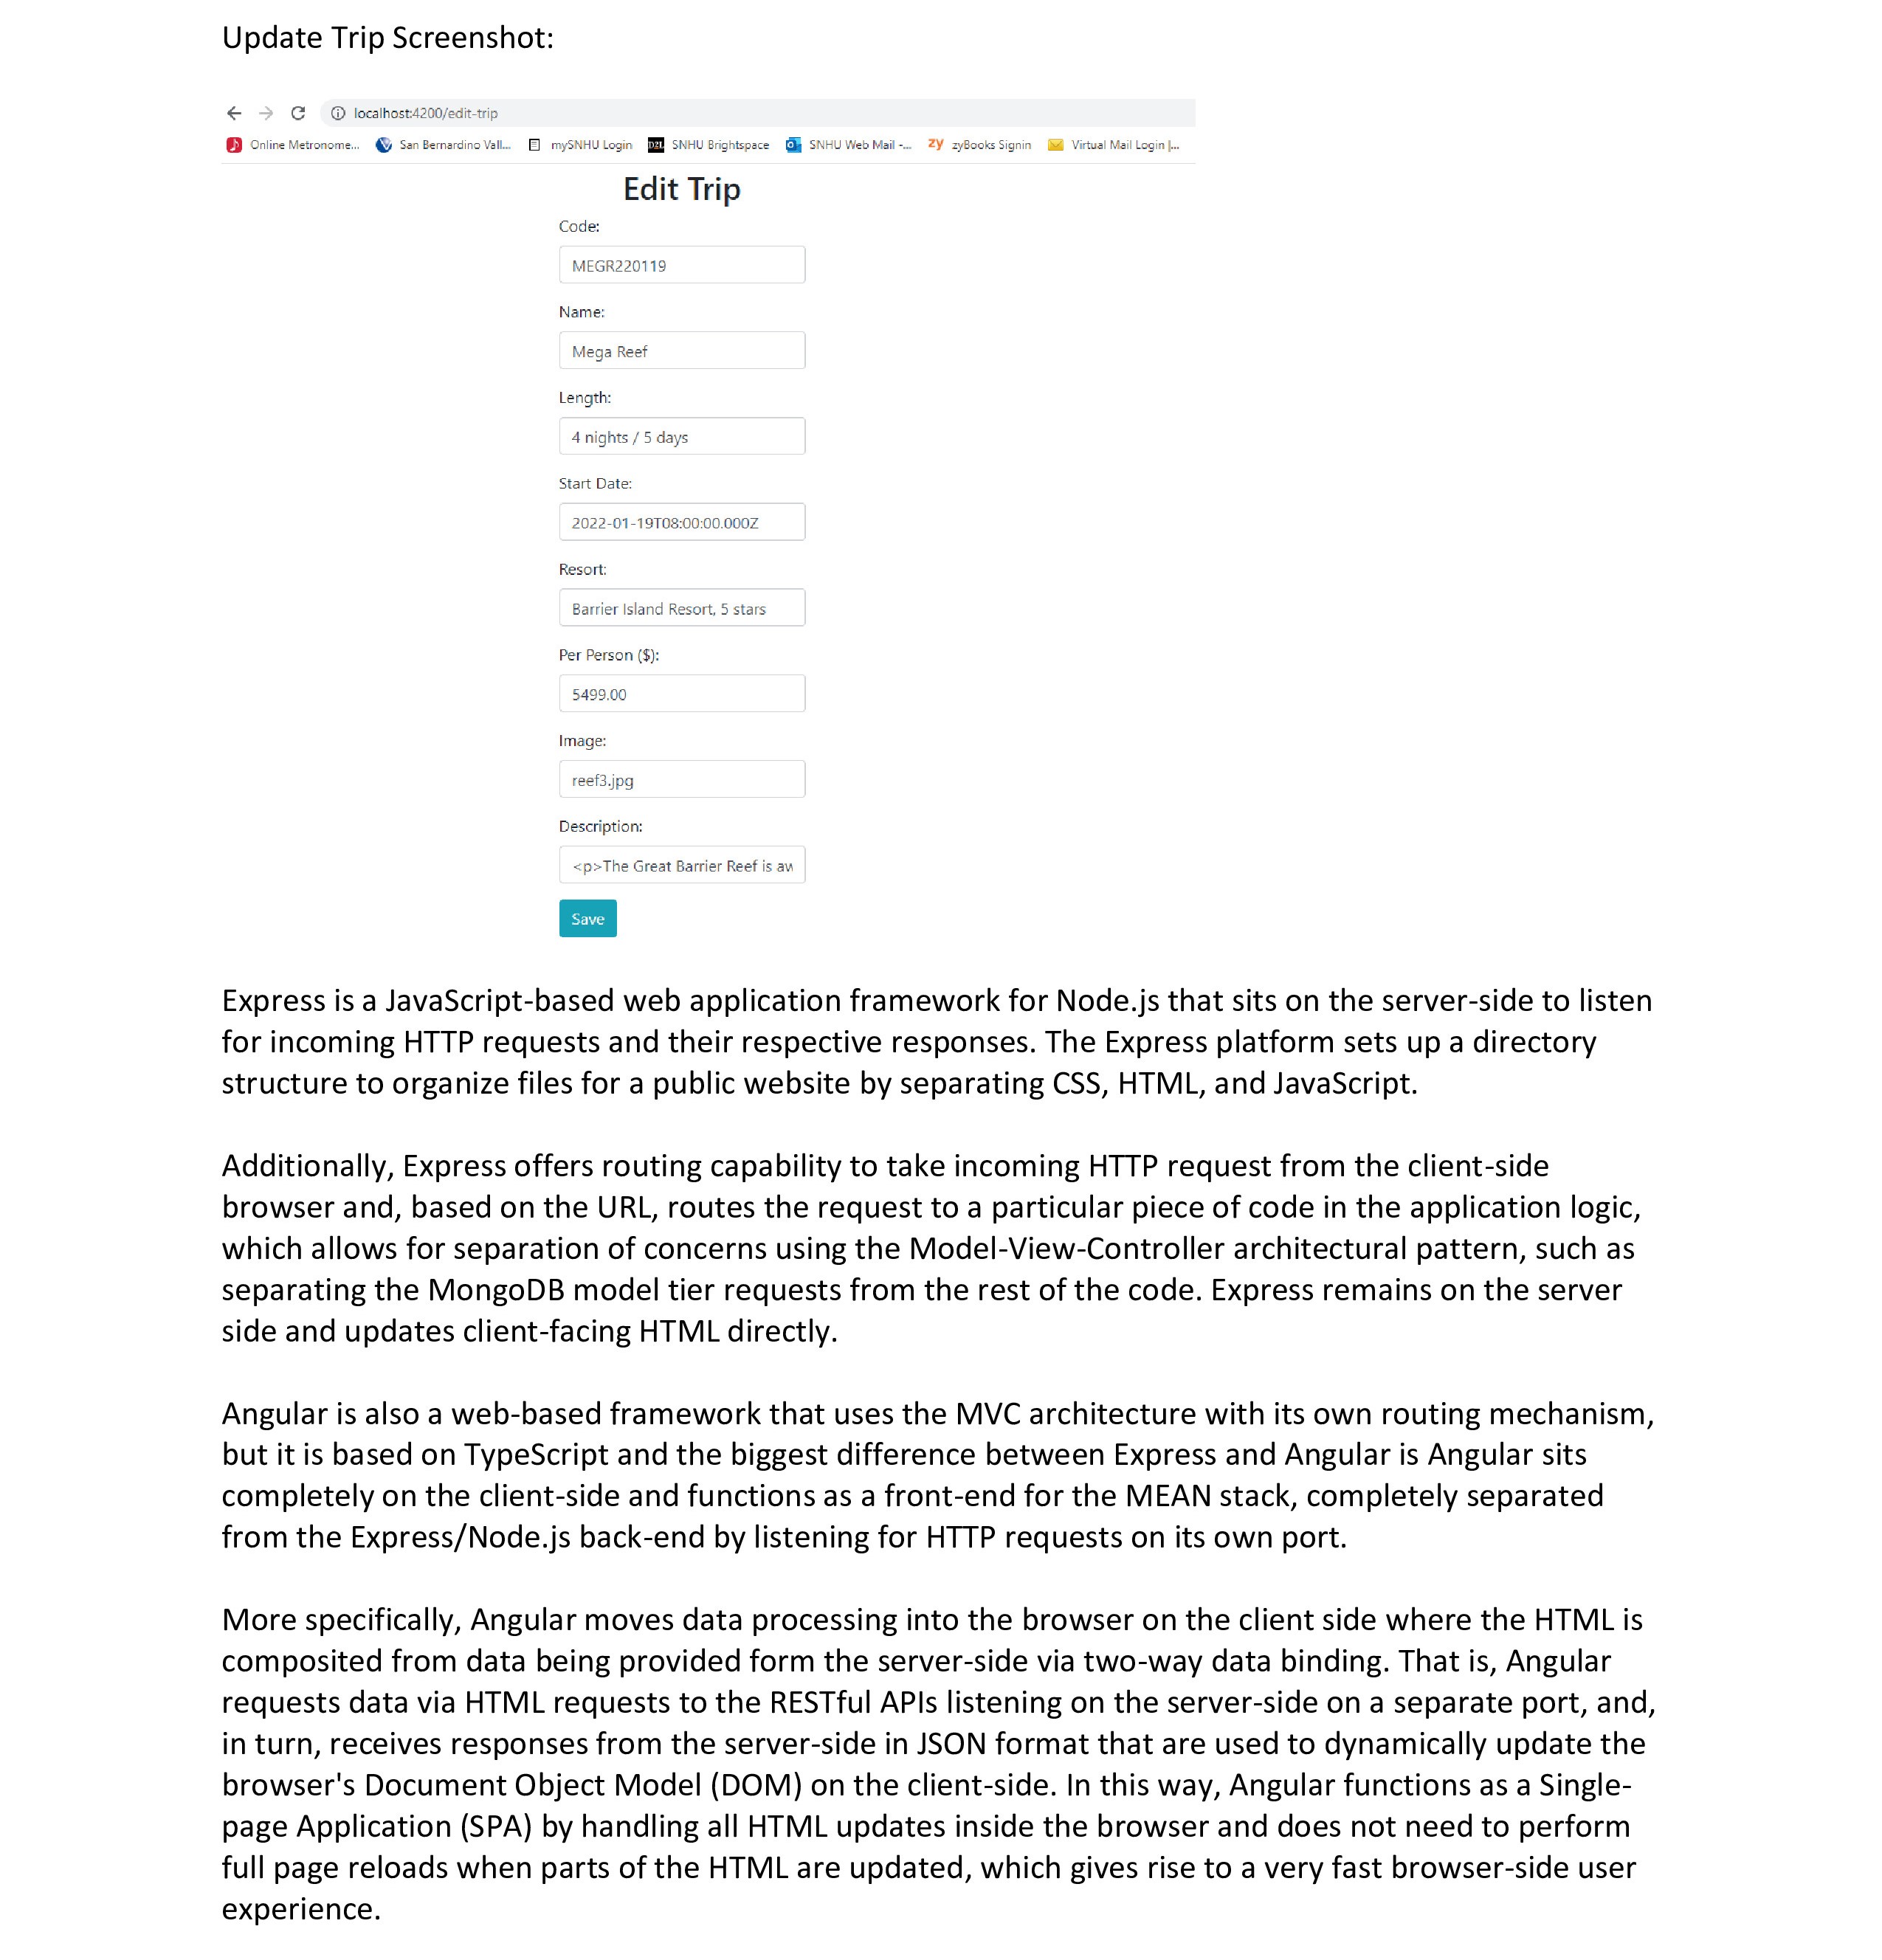 Update Trip Screenshot:
localhost:4200/edit-trip
Online Metronome... San Bernardino Vall... mySNHU Login D2L SNHU Brightspace SNHU Web Mail -... zy zyBooks Signin Virtual Mail Login |...
Edit Trip
Code:
MEGR220119
Name:
Mega Reef
Length:
4 nights / 5 days
Start Date:
2022-01-19T08:00:00.000Z
Resort:
Barrier Island Resort, 5 stars
Per Person ($):
5499.00
Image:
reef3.jpg
Description:
<p>The Great Barrier Reef is aw
Save
Express is a JavaScript-based web application framework for Node.js that sits on the server-side to listen
for incoming HTTP requests and their respective responses. The Express platform sets up a directory
structure to organize files for a public website by separating CSS, HTML, and JavaScript.
Additionally, Express offers routing capability to take incoming HTTP request from the client-side
browser and, based on the URL, routes the request to a particular piece of code in the application logic,
which allows for separation of concerns using the Model-View-Controller architectural pattern, such as
separating the MongoDB model tier requests from the rest of the code. Express remains on the server
side and updates client-facing HTML directly.
Angular is also a web-based framework that uses the MVC architecture with its own routing mechanism,
but it is based on TypeScript and the biggest difference between Express and Angular is Angular sits
completely on the client-side and functions as a front-end for the MEAN stack, completely separated
from the Express/Node.js back-end by listening for HTTP requests on its own port.
More specifically, Angular moves data processing into the browser on the client side where the HTML is
composited from data being provided form the server-side via two-way data binding. That is, Angular
requests data via HTML requests to the RESTful APIs listening on the server-side on a separate port, and,
in turn, receives responses from the server-side in JSON format that are used to dynamically update the
browser's Document Object Model (DOM) on the client-side. In this way, Angular functions as a Single-
page Application (SPA) by handling all HTML updates inside the browser and does not need to perform
full page reloads when parts of the HTML are updated, which gives rise to a very fast browser-side user
experience.